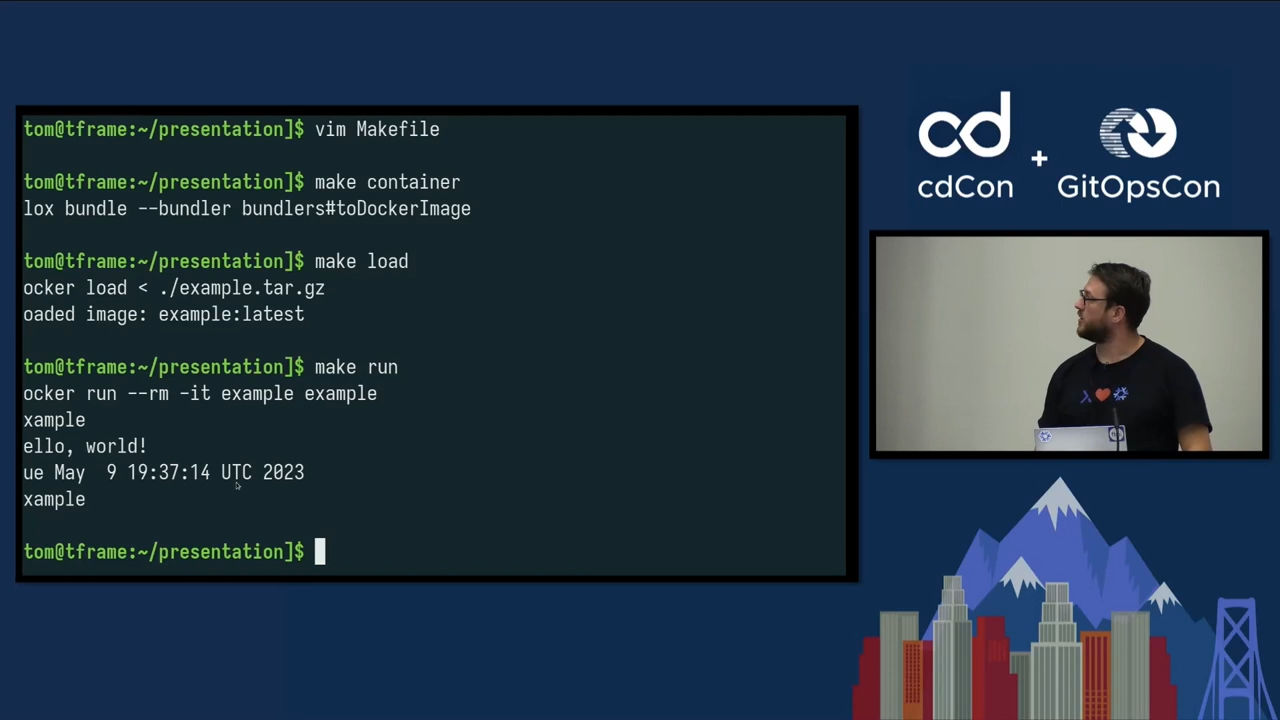 tom@tframe:~/presentation]$ vim Makefile
tom@tframe:~/presentation]$ make container
lox bundle --bundler bundlers#toDockerImage
tom@tframe:~/presentation]$ make load
ocker load < ./example.tar.gz
oaded image: example:latest
tom@tframe:~/presentation]$ make run
ocker run --rm -it example example
xample
ello, world!
ue May  9 19:37:14 UTC 2023
xample
tom@tframe:~/presentation]$
cd
+
cdCon
GitOpsCon